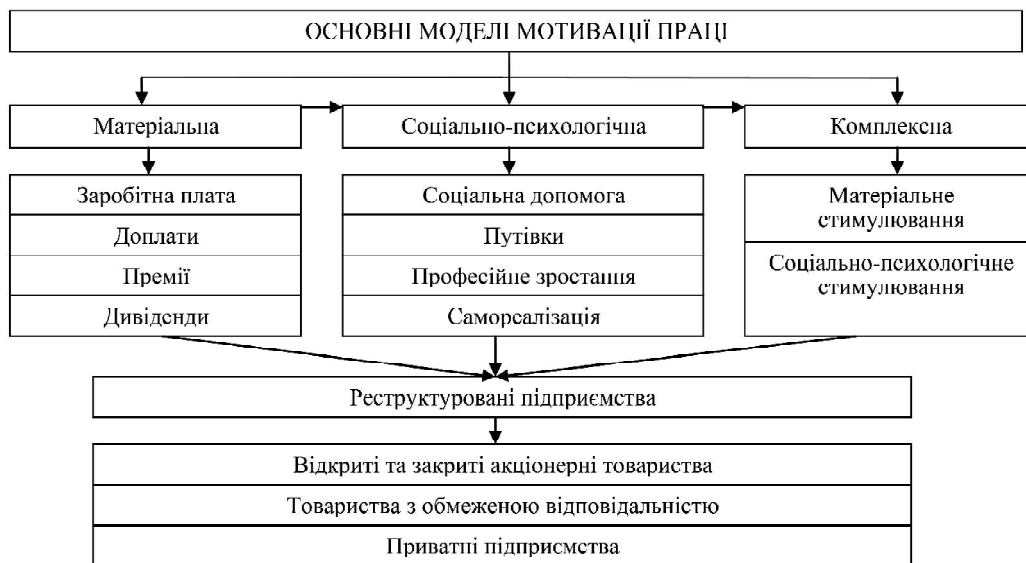 ОСНОВНІ МОДЕЛІ МОТИВАЦІЇ ПРАЦІ
Матеріальна
Соціально-психологічна
Комплексна
Заробітна плата
Доплати
Премії
Дивіденди
Соціальна допомога
Путівки
Професійне зростання
Самореалізація
Матеріальне
стимулювання
Соціально-психологічне
стимулювання
Реструктуровані підприємства
Відкриті та закриті акціонерні товариства
Товариства з обмеженою відповідальністю
Приватні підприємства